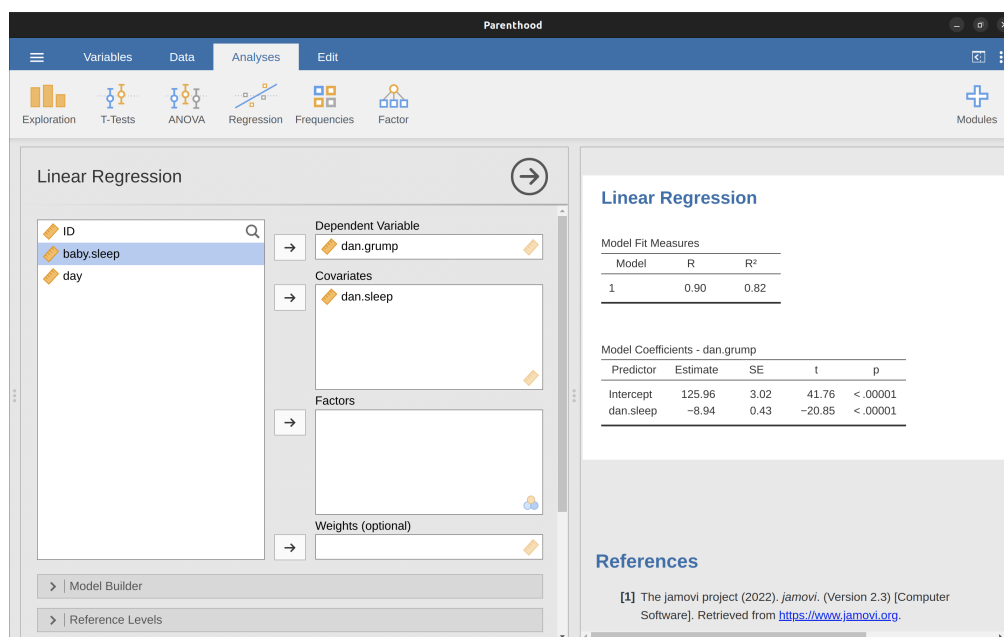 Parenthood
Variables Data Analyses Edit
Exploration T-Tests ANOVA Regression Frequencies Factor Modules
Linear Regression
ID
baby.sleep
day
Dependent Variable
dan.grump
Covariates
dan.sleep
Factors
Weights (optional)
Model Builder
Reference Levels
Linear Regression
Model Fit Measures
Model R R²
1 0.90 0.82
Model Coefficients - dan.grump
Predictor Estimate SE t p
Intercept 125.96 3.02 41.76 < .00001
dan.sleep −8.94 0.43 −20.85 < .00001
References
[1] The jamovi project (2022). jamovi. (Version 2.3) [Computer
Software]. Retrieved from https://www.jamovi.org.